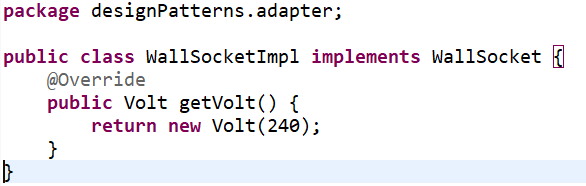 package designPatterns.adapter;
public class WallSocketImpl implements WallSocket {
@Override
public Volt getVolt() {
return new Volt(240);
}
}